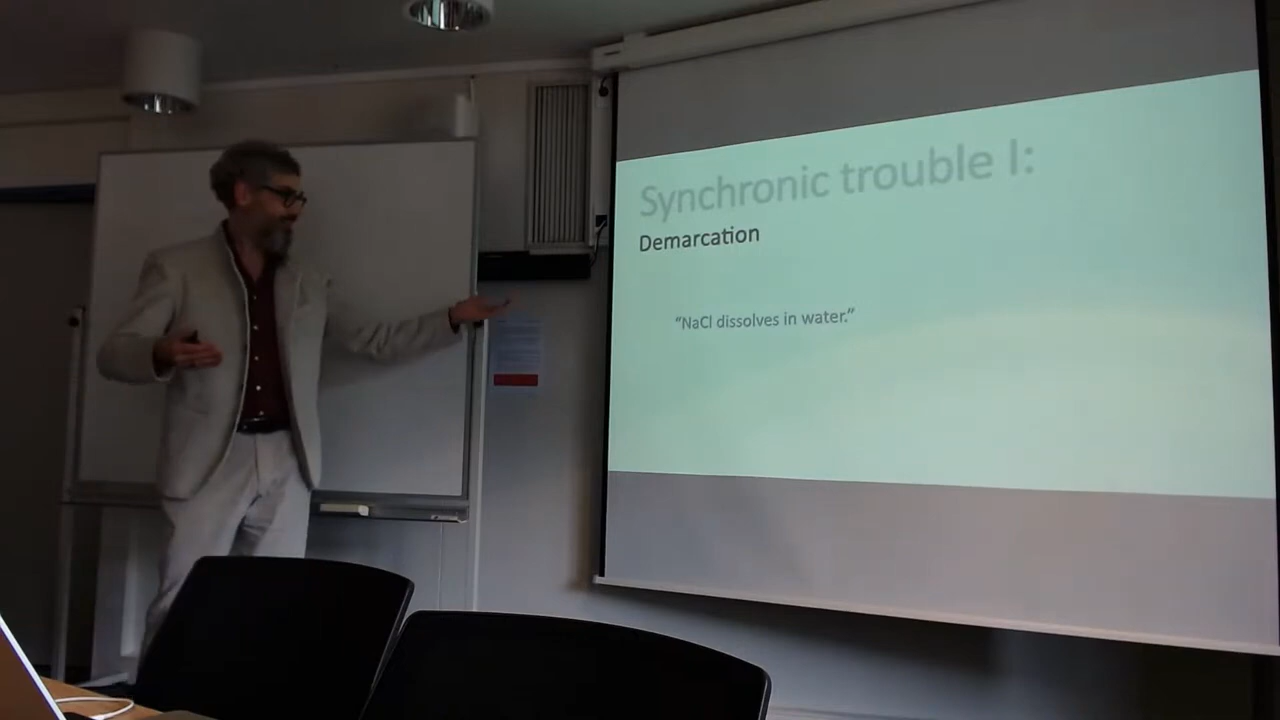 Synchronic trouble I:
Demarcation
“NaCl dissolves in water.”